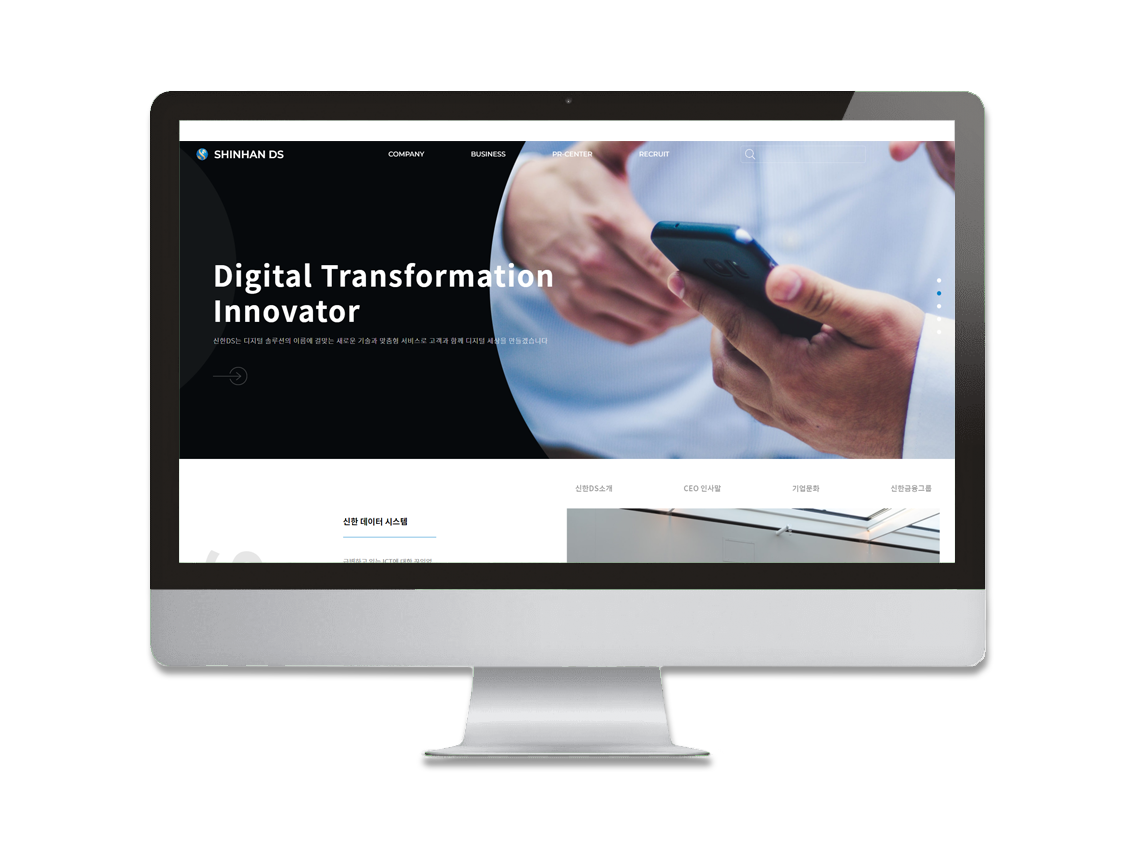 SHINHAN DS
COMPANY BUSINESS PR-CENTER RECRUIT
Digital Transformation
Innovator
신한DS는 디지털 솔루션의 이름에 걸맞는 새로운 기술과 맞춤형 서비스로 고객과 함께 디지털 세상을 만들겠습니다
신한DS소개 CEO 인사말 기업문화 신한금융그룹
신한 데이터 시스템